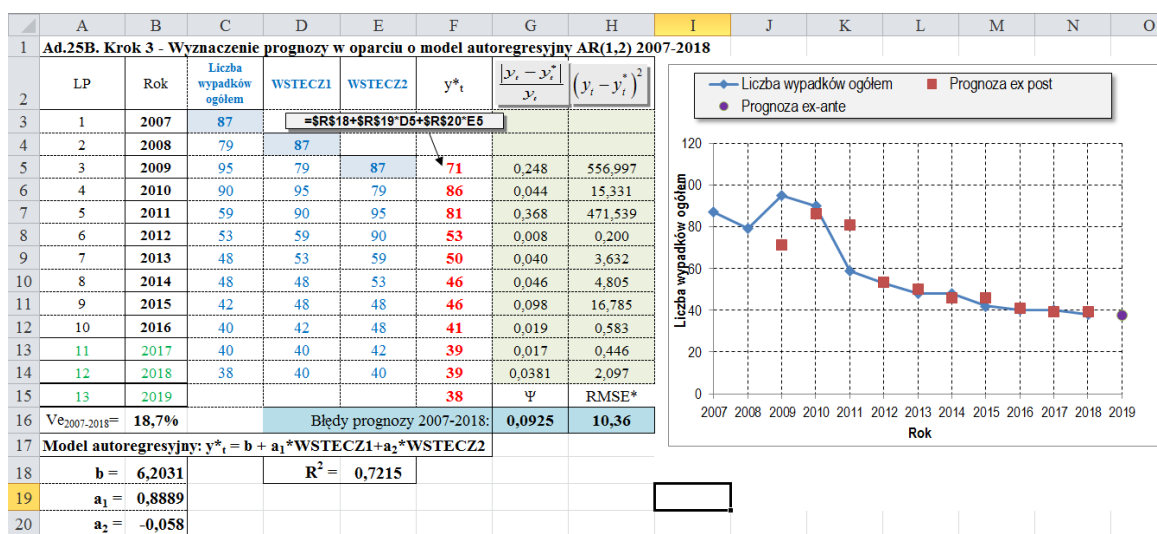 A B C D E F G H I J K L M N O
1 Ad.25B. Krok 3 - Wyznaczenie prognozy w oparciu o model autoregresyjny AR(1,2) 2007-2018
2 LP Rok Liczba wypadków ogółem WSTECZ1 WSTECZ2 y*t |yt − yt*| / yt (yt − yt*)²
3 1 2007 87 =$R$18+$R$19*D5+$R$20*E5
4 2 2008 79 87
5 3 2009 95 79 87 71 0,248 556,997
6 4 2010 90 95 79 86 0,044 15,331
7 5 2011 59 90 95 81 0,368 471,539
8 6 2012 53 59 90 53 0,008 0,200
9 7 2013 48 53 59 50 0,040 3,632
10 8 2014 48 48 53 46 0,046 4,805
11 9 2015 42 48 48 46 0,098 16,785
12 10 2016 40 42 48 41 0,019 0,583
13 11 2017 40 40 42 39 0,017 0,446
14 12 2018 38 40 40 39 0,0381 2,097
15 13 2019 38 Ψ RMSE*
16 Ve2007-2018= 18,7% Błędy prognozy 2007-2018: 0,0925 10,36
17 Model autoregresyjny: y*t = b + a1*WSTECZ1+a2*WSTECZ2
18 b = 6,2031 R² = 0,7215
19 a1 = 0,8889
20 a2 = -0,058
Liczba wypadków ogółem Prognoza ex post
Prognoza ex-ante
Liczba wypadków ogółem
120
100
80
60
40
20
0
2007 2008 2009 2010 2011 2012 2013 2014 2015 2016 2017 2018 2019
Rok